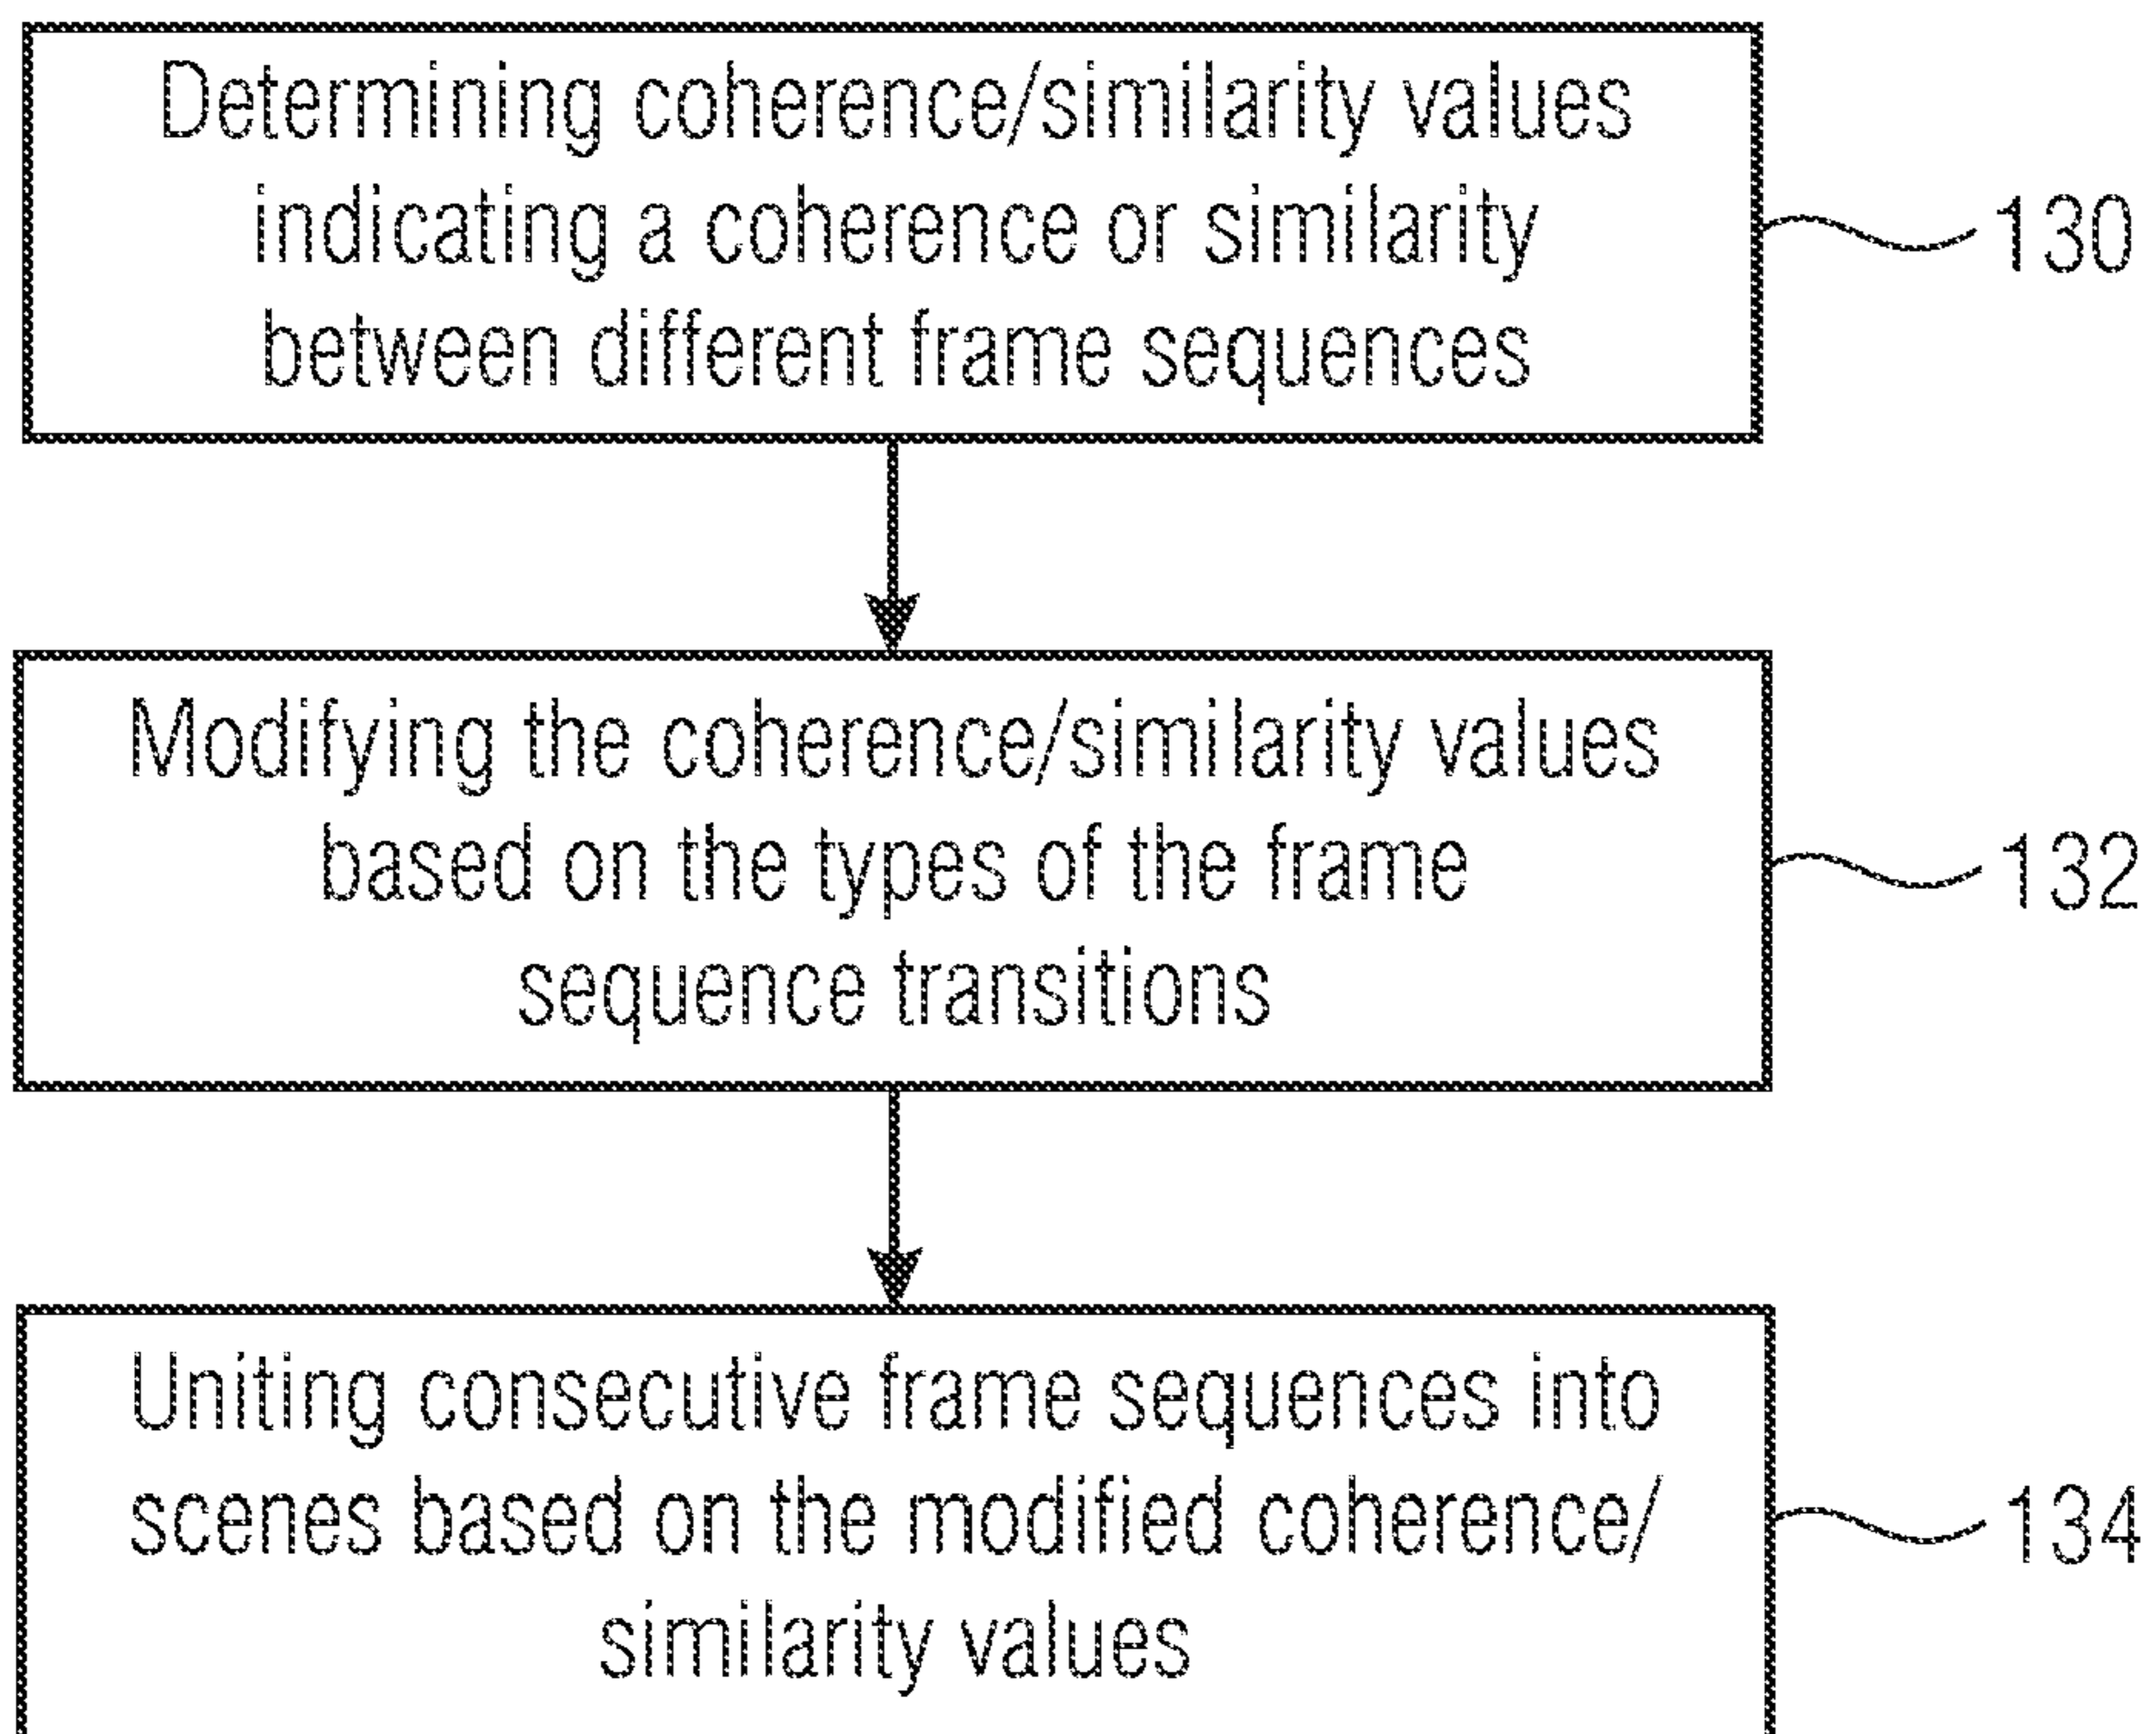 Determining coherence/similarity values
indicating a coherence or similarity
between different frame sequences
130
Modifying the coherence/similarity values
based on the types of the frame
sequence transitions
132
Uniting consecutive frame sequences into
scenes based on the modified coherence/
similarity values
134